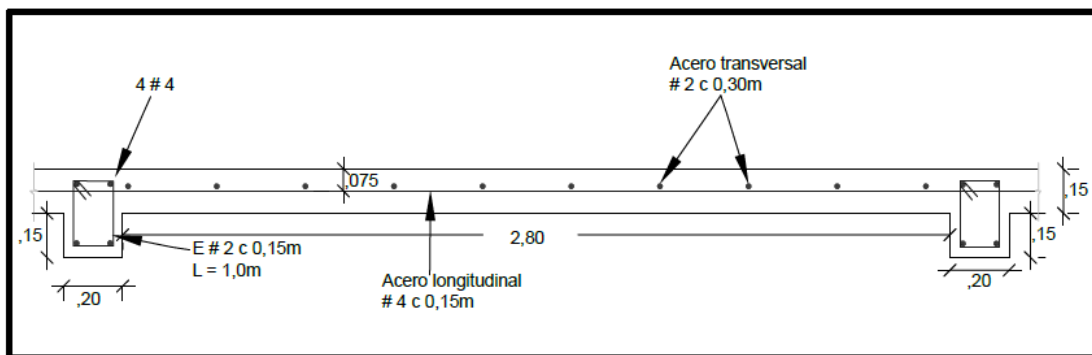 Acero transversal
# 2 c 0,30m
4 # 4
,075
,15
,15
,15
2,80
E # 2 c 0,15m
L = 1,0m
Acero longitudinal
# 4 c 0,15m
,20
,20